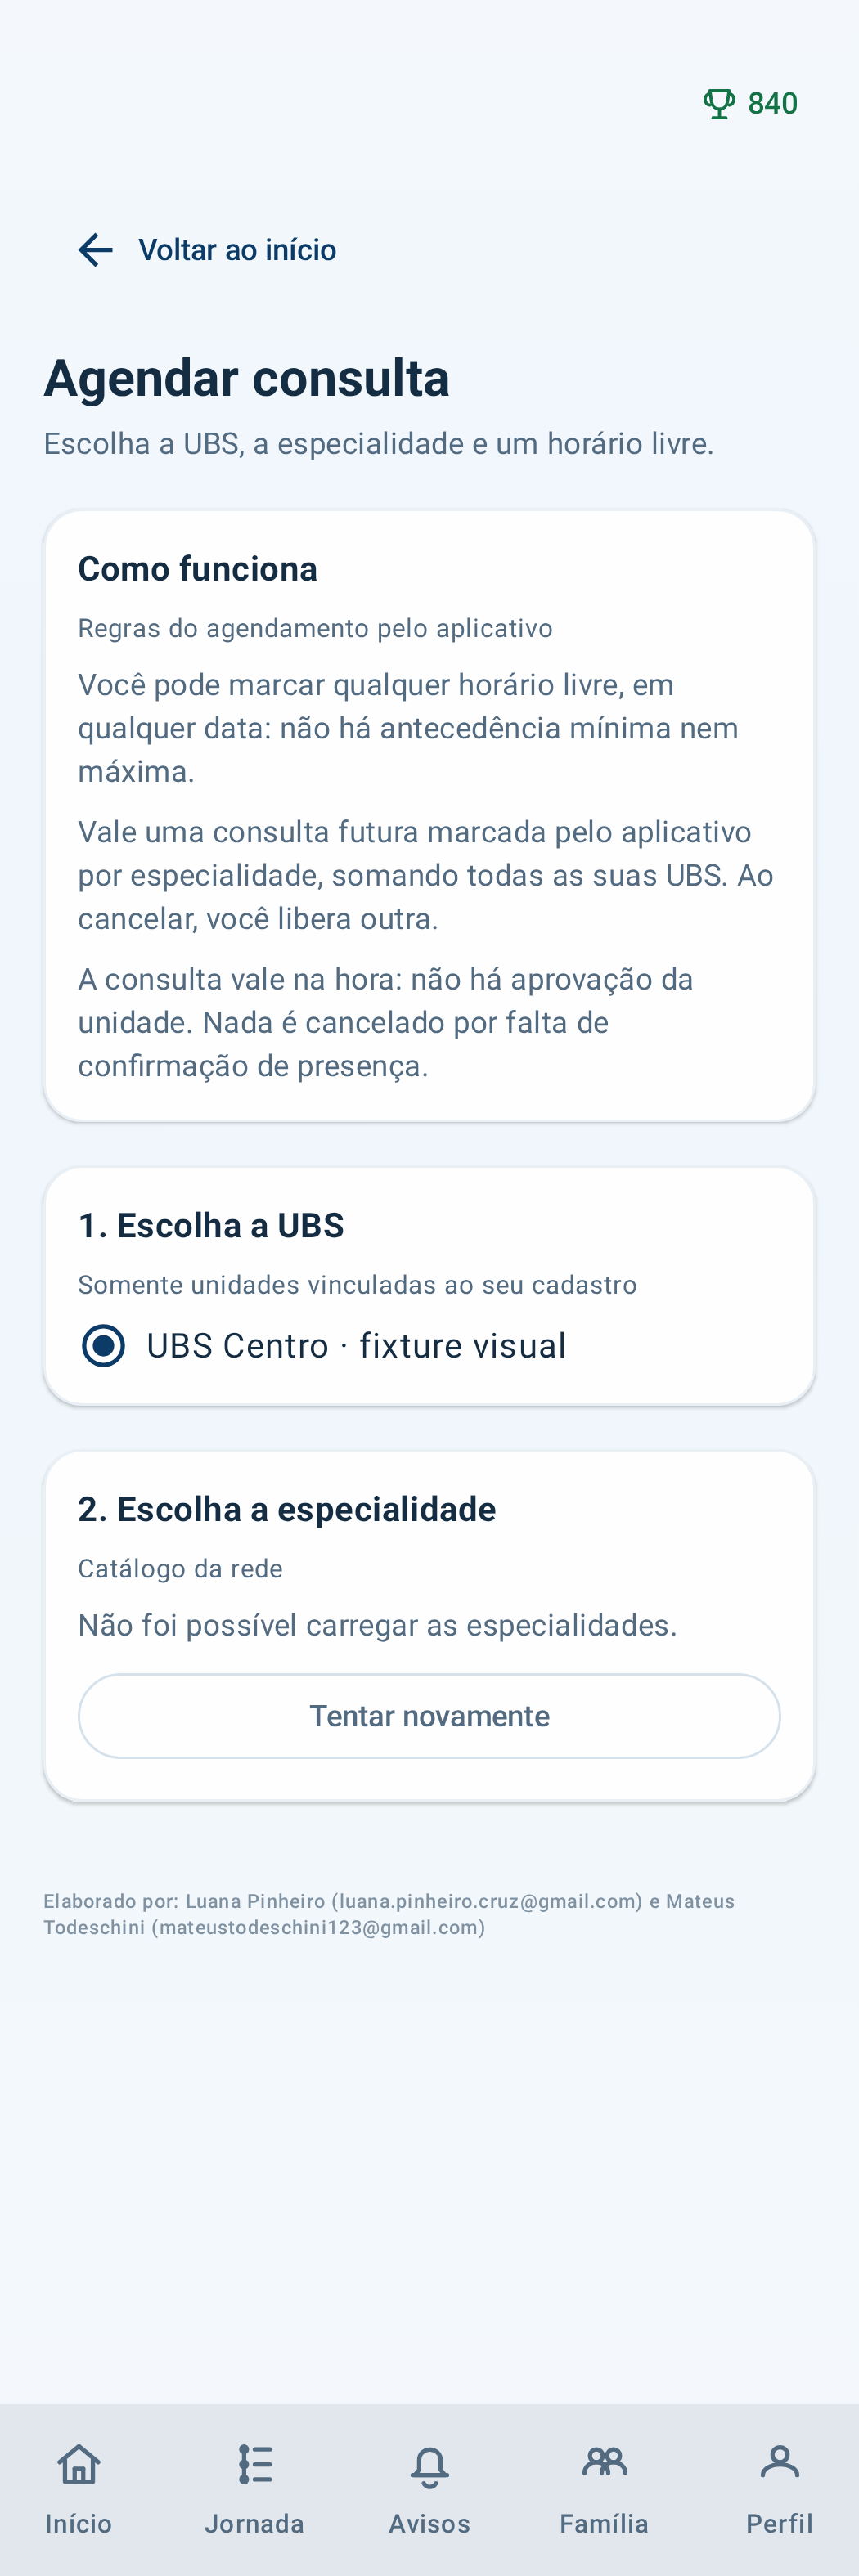 840
Voltar ao início
Agendar consulta
Escolha a UBS, a especialidade e um horário livre.
Como funciona
Regras do agendamento pelo aplicativo
Você pode marcar qualquer horário livre, em
qualquer data: não há antecedência mínima nem
máxima.
Vale uma consulta futura marcada pelo aplicativo
por especialidade, somando todas as suas UBS. Ao
cancelar, você libera outra.
A consulta vale na hora: não há aprovação da
unidade. Nada é cancelado por falta de
confirmação de presença.
1. Escolha a UBS
Somente unidades vinculadas ao seu cadastro
UBS Centro · fixture visual
2. Escolha a especialidade
Catálogo da rede
Não foi possível carregar as especialidades.
Tentar novamente
Elaborado por: Luana Pinheiro (luana.pinheiro.cruz@gmail.com) e Mateus
Todeschini (mateustodeschini123@gmail.com)
Início
Jornada
Avisos
Família
Perfil